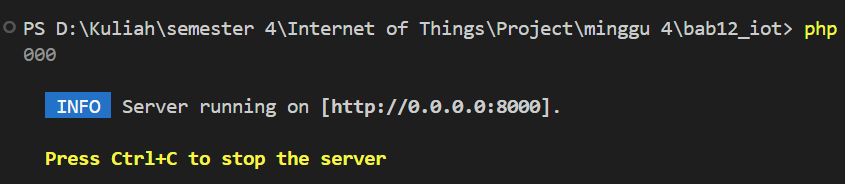 PS D:\Kuliah\semester 4\Internet of Things\Project\minggu 4\bab12_iot> php
000
INFO Server running on [http://0.0.0.0:8000].
Press Ctrl+C to stop the server